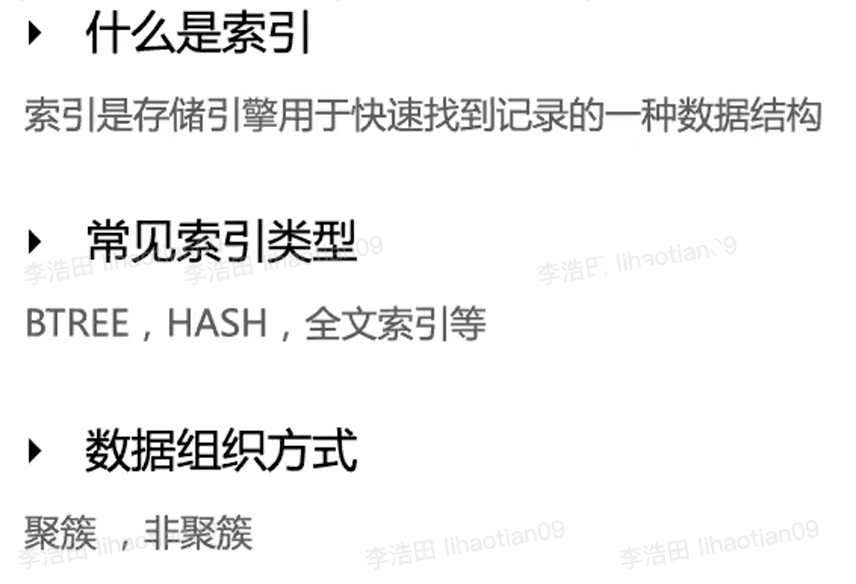 什么是索引
索引是存储引擎用于快速找到记录的一种数据结构
常见索引类型
李浩田 lihaotian09
李浩田 lihaotian09
李浩田 lihaotian09
BTREE，HASH，全文索引等
数据组织方式
聚簇 ，非聚簇
李浩田 lihaotian09
李浩田 lihaotian09
李浩田 lihaotian09